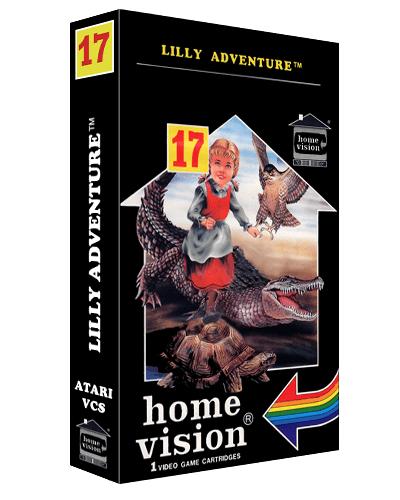 17
LILLY ADVENTURE™
ATARI
VCS
home
vision
LILLY ADVENTURE™
17
home
vision
®
home
vision
®
1 VIDEO GAME CARTRIDGES